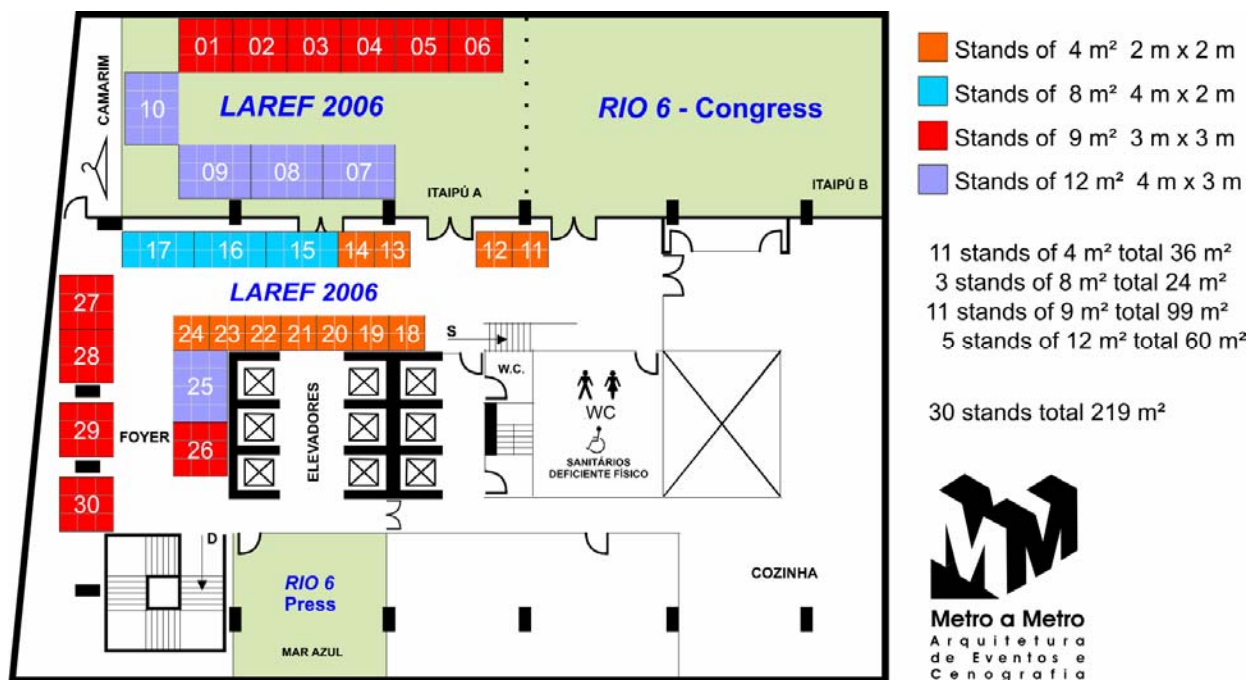 01 02 03 04 05 06
Stands of 4 m² 2 m x 2 m
Stands of 8 m² 4 m x 2 m
Stands of 9 m² 3 m x 3 m
Stands of 12 m² 4 m x 3 m
CAMARIM
10
LAREF 2006
RIO 6 - Congress
09 08 07
ITAIPÚ A
ITAIPÚ B
17 16 15 14 13 12 11
11 stands of 4 m² total 36 m²
3 stands of 8 m² total 24 m²
11 stands of 9 m² total 99 m²
5 stands of 12 m² total 60 m²
30 stands total 219 m²
LAREF 2006
27
28
29
30
24 23 22 21 20 19 18
S
25
26
FOYER
ELEVADORES
W.C.
WC
SANITÁRIOS
DEFICIENTE FÍSICO
D
RIO 6
Press
MAR AZUL
COZINHA
MM
Metro a Metro
Arquitetura
de Eventos e
Cenografia